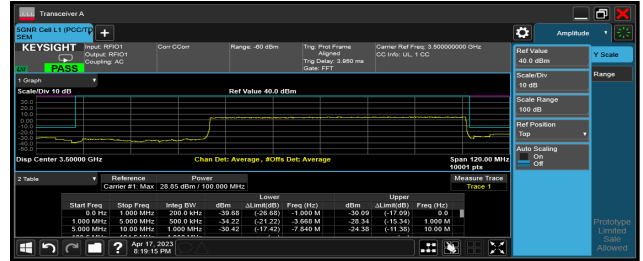 Transceiver A
5GNR Cell L1 (PCC/TD
SEM
Amplitude
KEYSIGHT
Input: RFIO1
Output: RFIO1
Coupling: AC
Corr CCorr
Range: -60 dBm
Trig: Prot Frame
Aligned
Trig Delay: 3.950 ms
Gate: FFT
Carrier Ref Freq: 3.500000000 GHz
CC Info: UL, 1 CC
LXI
PASS
Ref Value
40.0 dBm
Y Scale
1 Graph
Scale/Div 10 dB
Ref Value 40.0 dBm
Scale/Div
10 dB
Range
30.0
20.0
10.0
0.00
-10.0
-20.0
-30.0
-40.0
-50.0
Scale Range
100 dB
Ref Position
Top
Auto Scaling
On
Off
Disp Center 3.50000 GHz
Chan Det: Average , #Offs Det: Average
Span 120.00 MHz
10001 pts
2 Table
Reference
Power
Measure Trace
Carrier #1: Max
28.85 dBm / 100.000 MHz
Trace 1
Lower
Upper
Start Freq Stop Freq Integ BW dBm ΔLimit(dB) Freq (Hz) dBm ΔLimit(dB) Freq (Hz)
0.0 Hz 1.000 MHz 200.0 kHz -39.68 (-26.68) -1.000 M -30.09 (-17.09) 0.0
1.000 MHz 5.000 MHz 500.0 kHz -34.22 (-21.22) -3.668 M -28.34 (-15.34) 1.000 M
5.000 MHz 10.00 MHz 1.000 MHz -30.42 (-17.42) -7.840 M -24.38 (-11.38) 10.00 M
Prototype
Limited
Sale
Allowed
Apr 17, 2023
8:19:15 PM